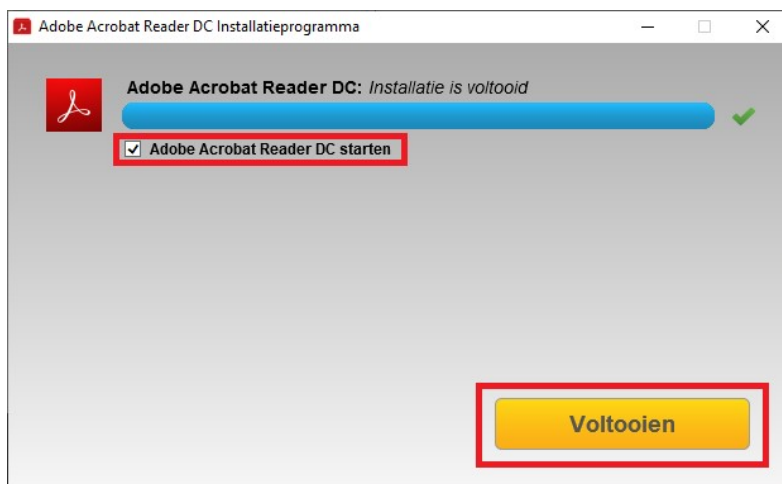 Adobe Acrobat Reader DC Installatieprogramma
Adobe Acrobat Reader DC: Installatie is voltooid
Adobe Acrobat Reader DC starten
Voltooien